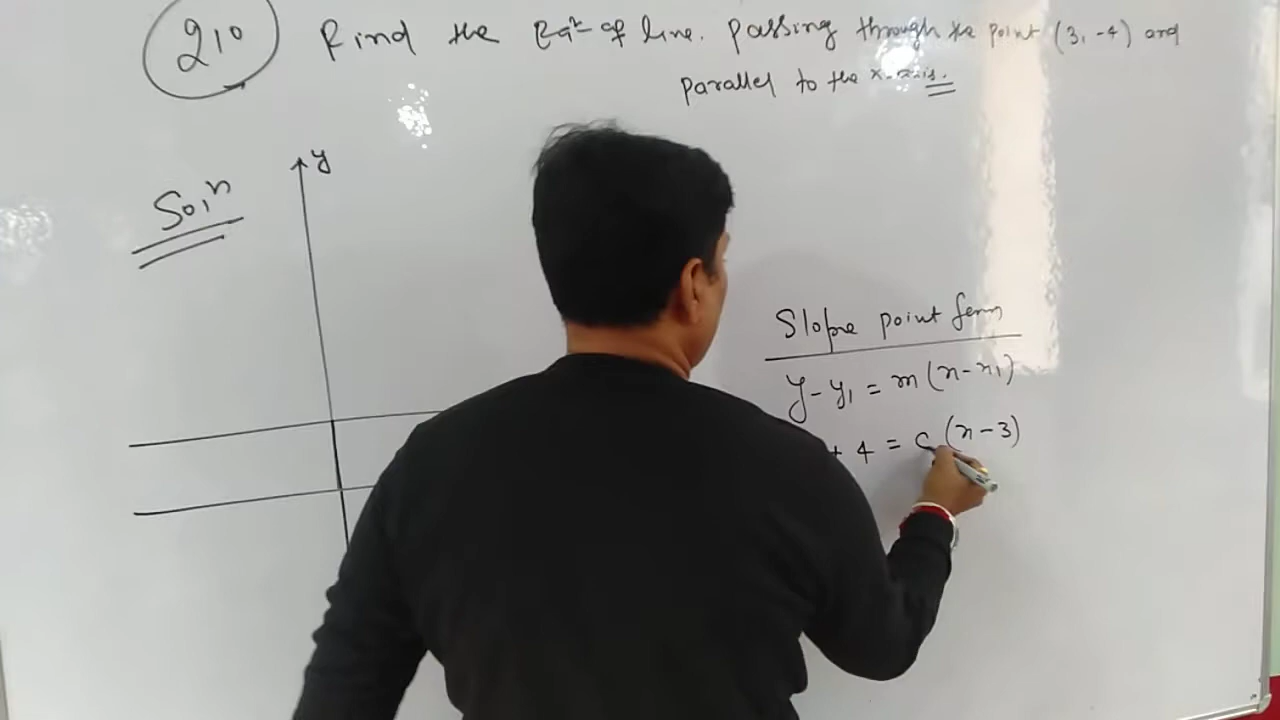 210 Find the Eqn of line. passing through the point (3, -4) and
parallel to the x-axis.
Soln
y
Slope point form
y - y₁ = m(x - x₁)
+ 4 = 0 (x - 3)